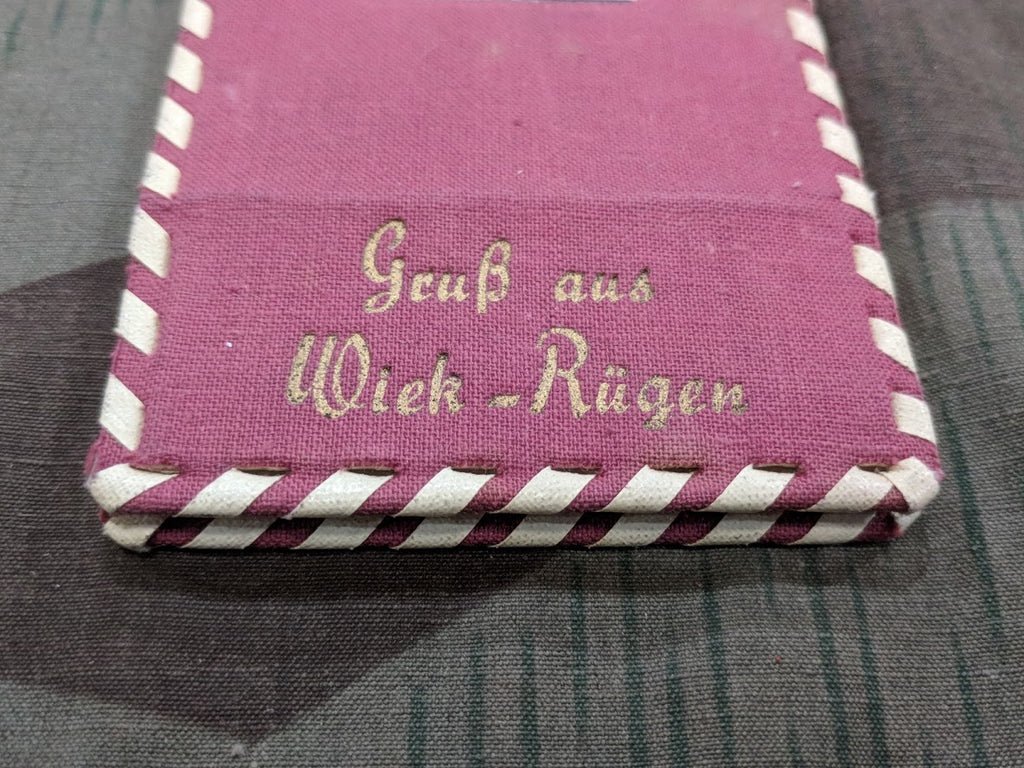 Gruß aus
Wiek - Rügen